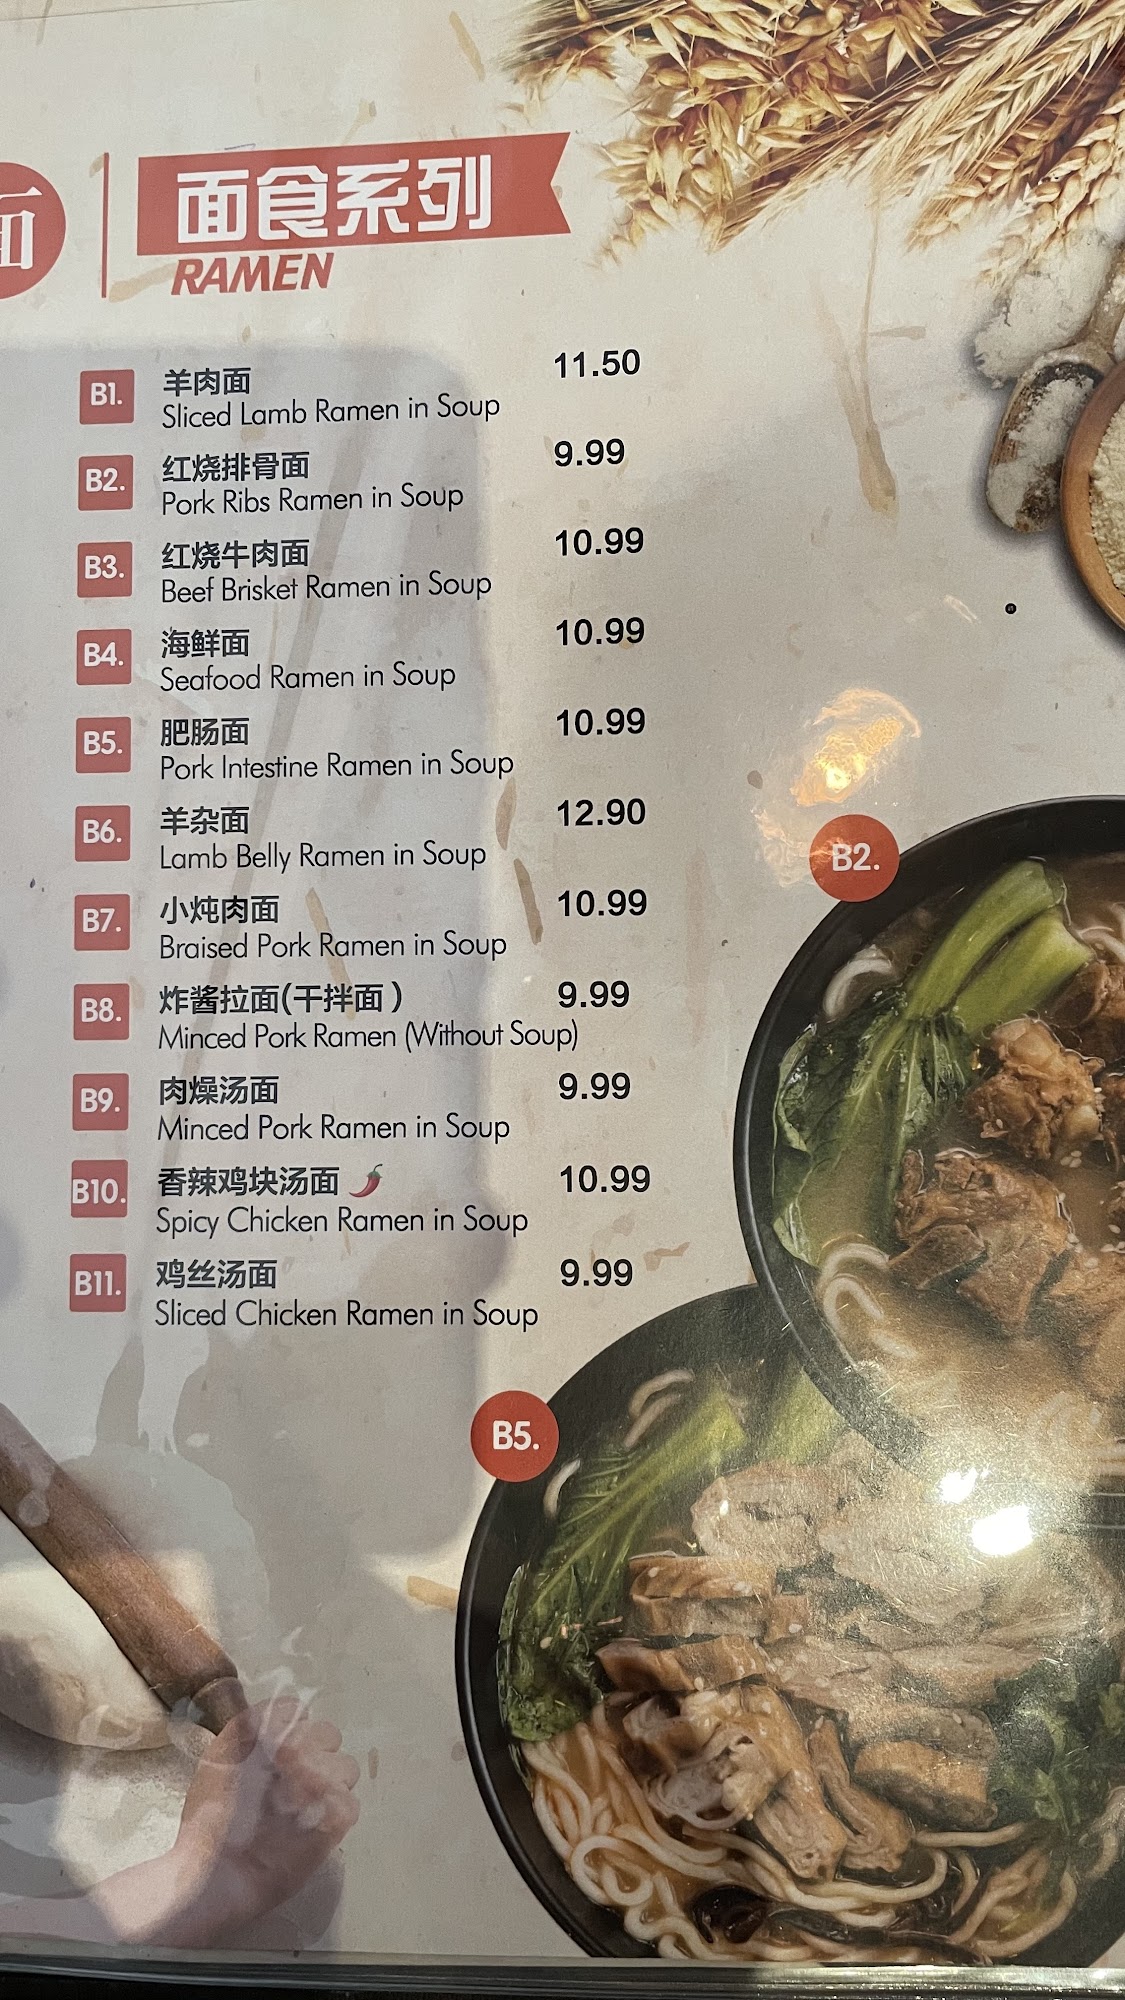 面
面食系列
RAMEN
B1. 羊肉面 11.50
Sliced Lamb Ramen in Soup
B2. 红烧排骨面 9.99
Pork Ribs Ramen in Soup
B3. 红烧牛肉面 10.99
Beef Brisket Ramen in Soup
B4. 海鲜面 10.99
Seafood Ramen in Soup
B5. 肥肠面 10.99
Pork Intestine Ramen in Soup
B6. 羊杂面 12.90
Lamb Belly Ramen in Soup
B7. 小炖肉面 10.99
Braised Pork Ramen in Soup
B8. 炸酱拉面(干拌面) 9.99
Minced Pork Ramen (Without Soup)
B9. 肉燥汤面 9.99
Minced Pork Ramen in Soup
B10. 香辣鸡块汤面 10.99
Spicy Chicken Ramen in Soup
B11. 鸡丝汤面 9.99
Sliced Chicken Ramen in Soup
B2.
B5.